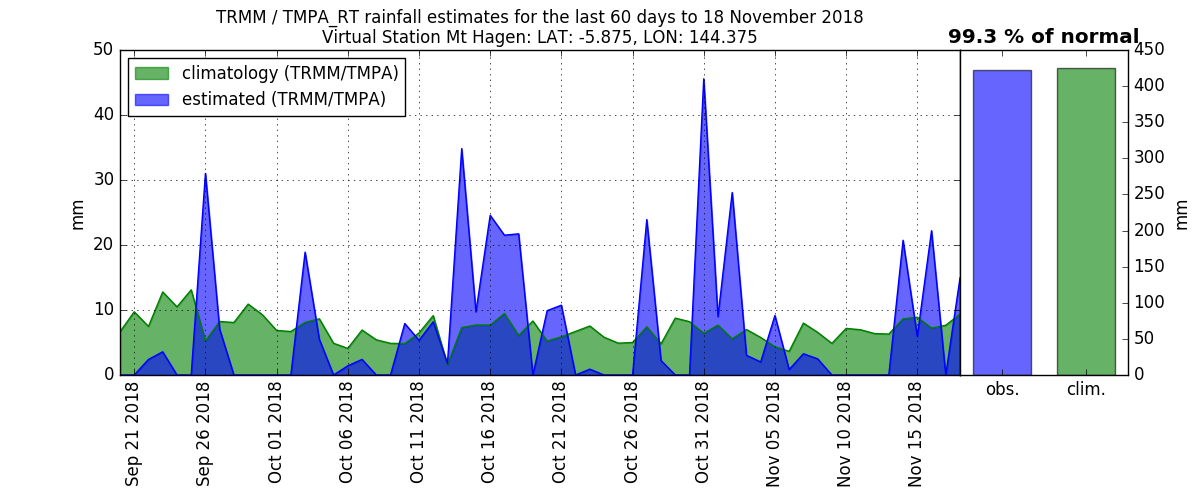 TRMM / TMPA_RT rainfall estimates for the last 60 days to 18 November 2018
Virtual Station Mt Hagen: LAT: -5.875, LON: 144.375
99.3 % of normal
climatology (TRMM/TMPA)
estimated (TRMM/TMPA)
50
40
30
20
10
0
mm
Sep 21 2018
Sep 26 2018
Oct 01 2018
Oct 06 2018
Oct 11 2018
Oct 16 2018
Oct 21 2018
Oct 26 2018
Oct 31 2018
Nov 05 2018
Nov 10 2018
Nov 15 2018
obs.
clim.
450
400
350
300
250
200
150
100
50
0
mm